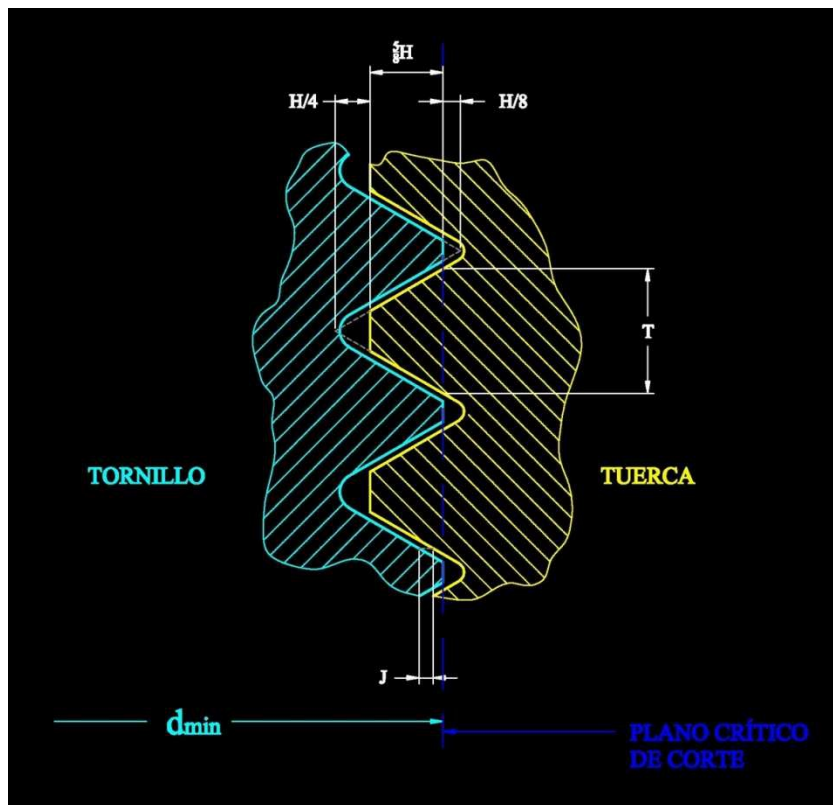 ⅝H
H/4
H/8
T
TORNILLO
TUERCA
J
dmin
PLANO CRÍTICO
DE CORTE